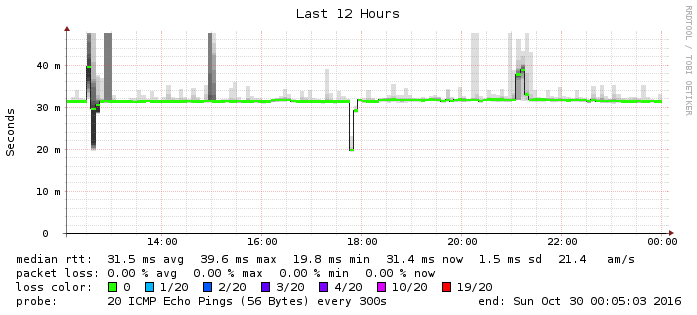 Last 12 Hours
RRDTOOL / TOBI OETIKER
Seconds
40 m
30 m
20 m
10 m
0
14:00 16:00 18:00 20:00 22:00 00:00
median rtt: 31.5 ms avg 39.6 ms max 19.8 ms min 31.4 ms now 1.5 ms sd 21.4 am/s
packet loss: 0.00 % avg 0.00 % max 0.00 % min 0.00 % now
loss color: 0 1/20 2/20 3/20 4/20 10/20 19/20
probe: 20 ICMP Echo Pings (56 Bytes) every 300s end: Sun Oct 30 00:05:03 2016